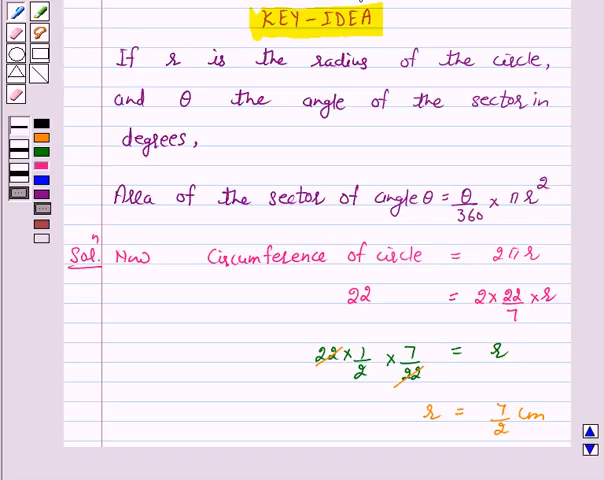 KEY-IDEA
If r is the radius of the circle,
and θ the angle of the sector in
degrees,
Area of the sector of angle θ = θ/360 × πr²
Solⁿ. Now Circumference of circle = 2πr
22 = 2 × 22/7 × r
22 × 1/2 × 7/22 = r
r = 7/2 cm